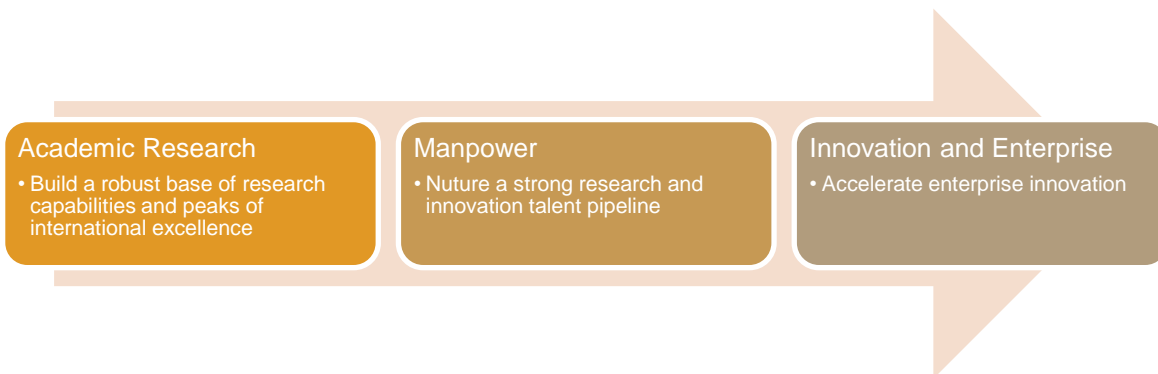 Academic Research
• Build a robust base of research
capabilities and peaks of
international excellence
Manpower
• Nuture a strong research and
innovation talent pipeline
Innovation and Enterprise
• Accelerate enterprise innovation